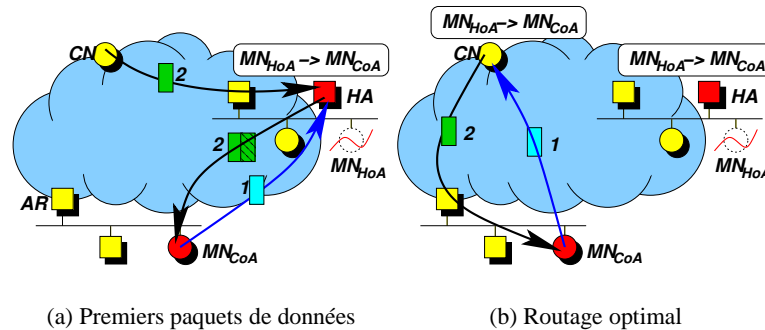 MN_HoA -> MN_CoA
CN
MN_HoA -> MN_CoA
MN_HoA -> MN_CoA
CN
2
HA
HA
2
2
1
MN_HoA
MN_HoA
1
AR
MN_CoA
MN_CoA
(a) Premiers paquets de données
(b) Routage optimal